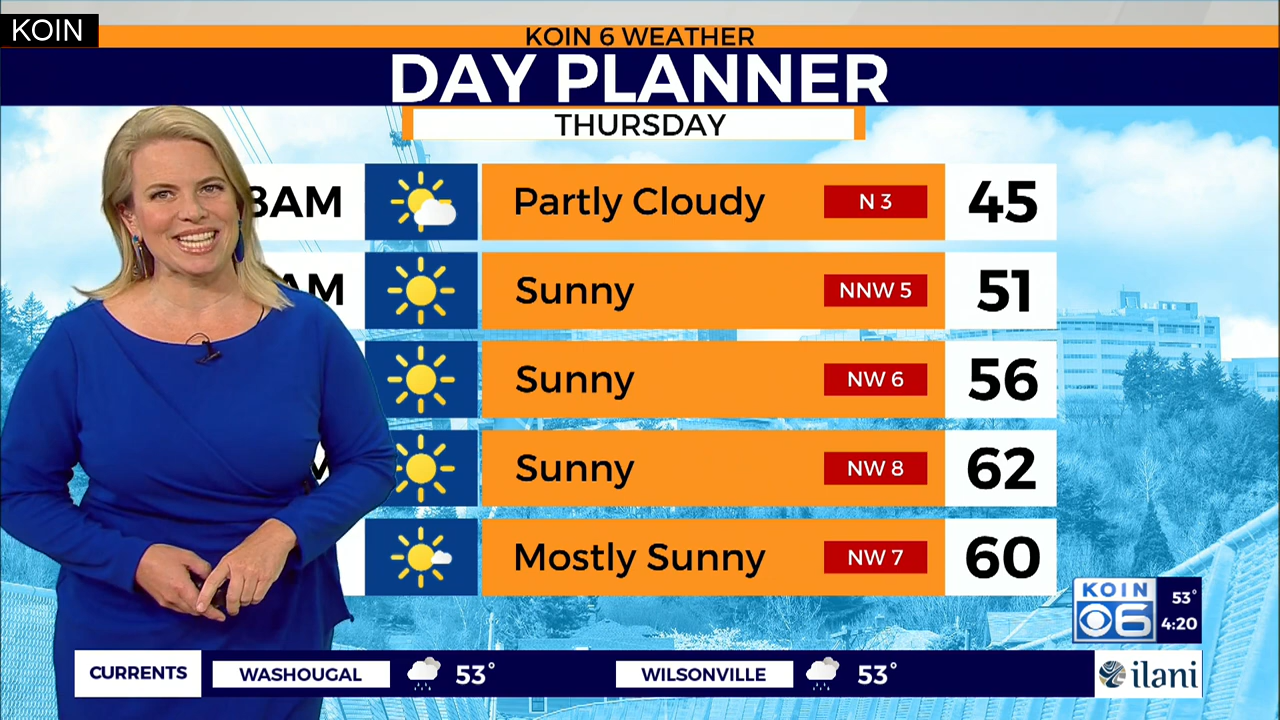 KOIN
KOIN 6 WEATHER
DAY PLANNER
THURSDAY
8AM Partly Cloudy N 3 45
AM Sunny NNW 5 51
Sunny NW 6 56
Sunny NW 8 62
Mostly Sunny NW 7 60
KOIN 6 53°
4:20
CURRENTS WASHOUGAL 53° WILSONVILLE 53° ilani